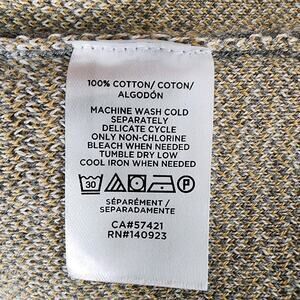 100% COTTON/ COTON/
ALGODÓN
MACHINE WASH COLD
SEPARATELY
DELICATE CYCLE
ONLY NON-CHLORINE
BLEACH WHEN NEEDED
TUMBLE DRY LOW
COOL IRON WHEN NEEDED
30 P
SÉPARÉMENT /
SEPARADAMENTE
CA#57421
RN#140923